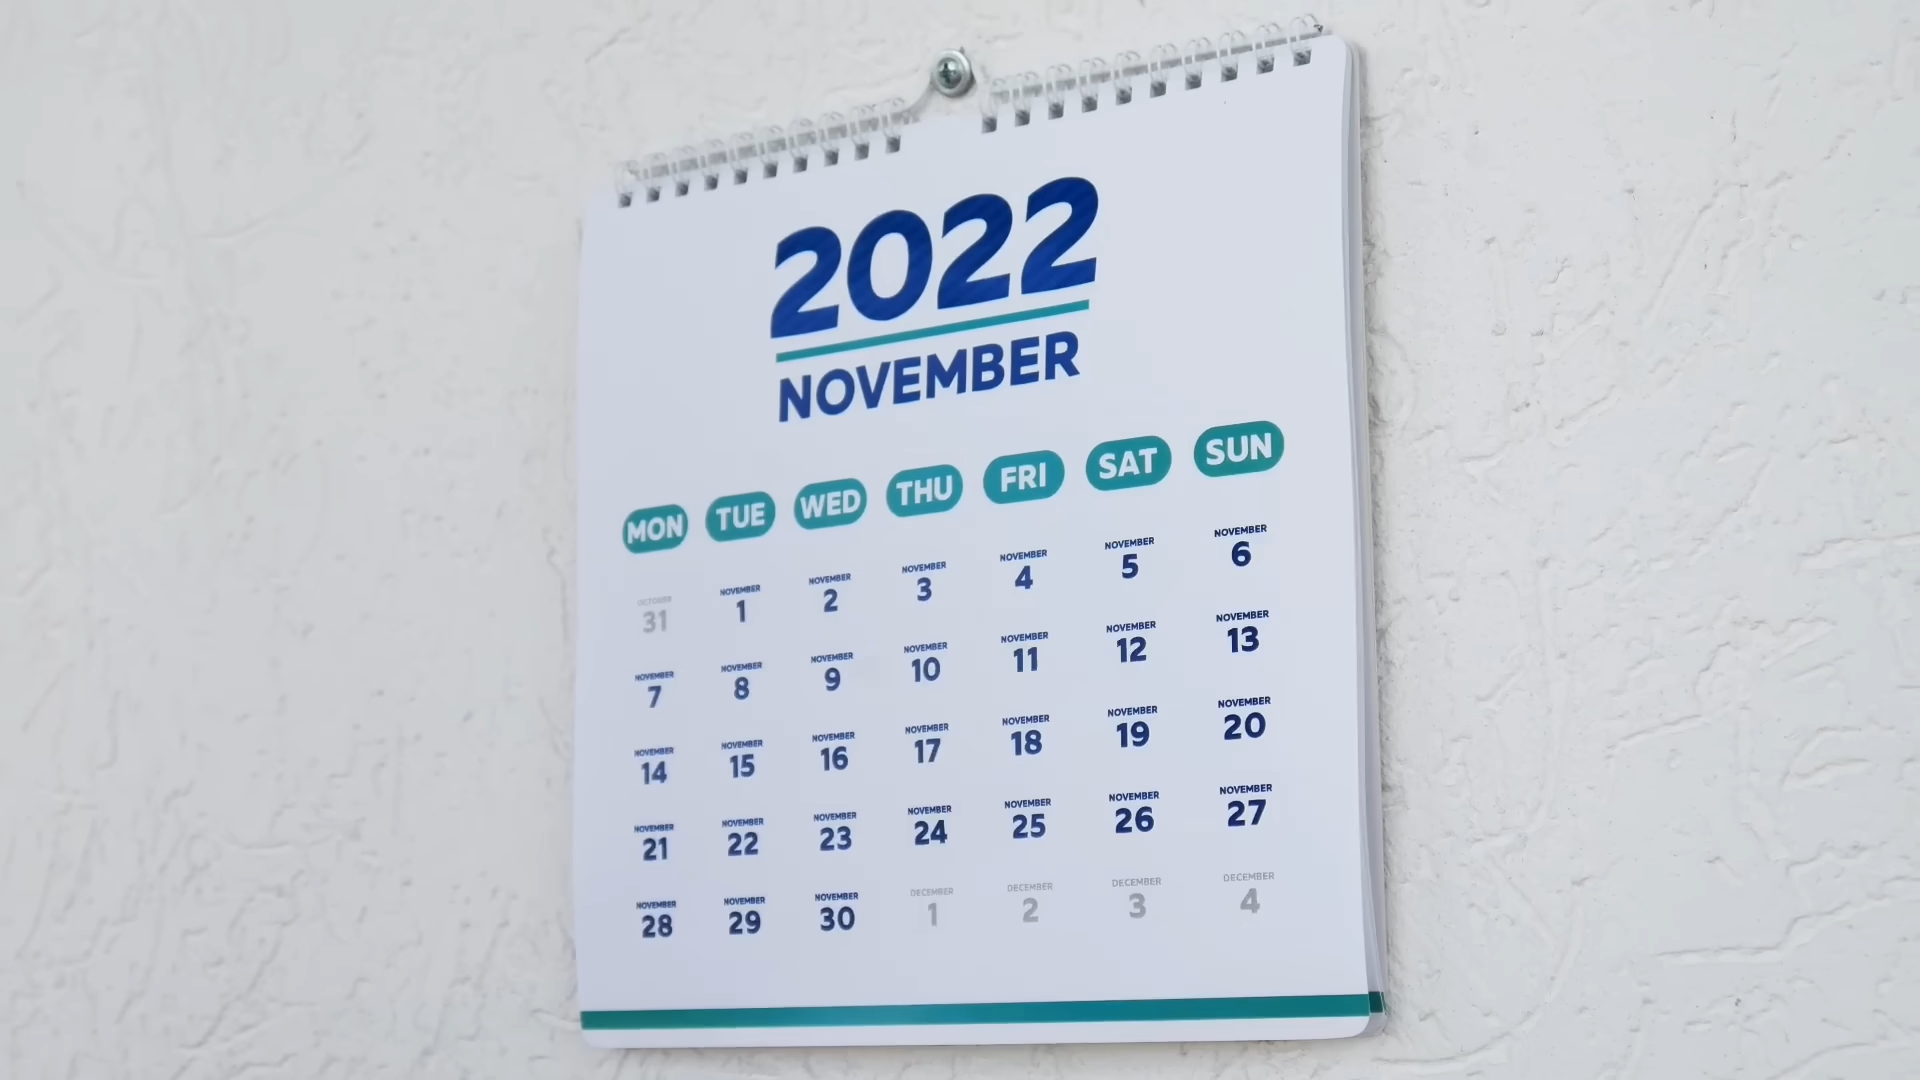 2022
NOVEMBER
MON TUE WED THU FRI SAT SUN
OCTOBER NOVEMBER NOVEMBER NOVEMBER NOVEMBER NOVEMBER NOVEMBER
31 1 2 3 4 5 6
NOVEMBER NOVEMBER NOVEMBER NOVEMBER NOVEMBER NOVEMBER NOVEMBER
7 8 9 10 11 12 13
NOVEMBER NOVEMBER NOVEMBER NOVEMBER NOVEMBER NOVEMBER NOVEMBER
14 15 16 17 18 19 20
NOVEMBER NOVEMBER NOVEMBER NOVEMBER NOVEMBER NOVEMBER NOVEMBER
21 22 23 24 25 26 27
NOVEMBER NOVEMBER NOVEMBER DECEMBER DECEMBER DECEMBER DECEMBER
28 29 30 1 2 3 4